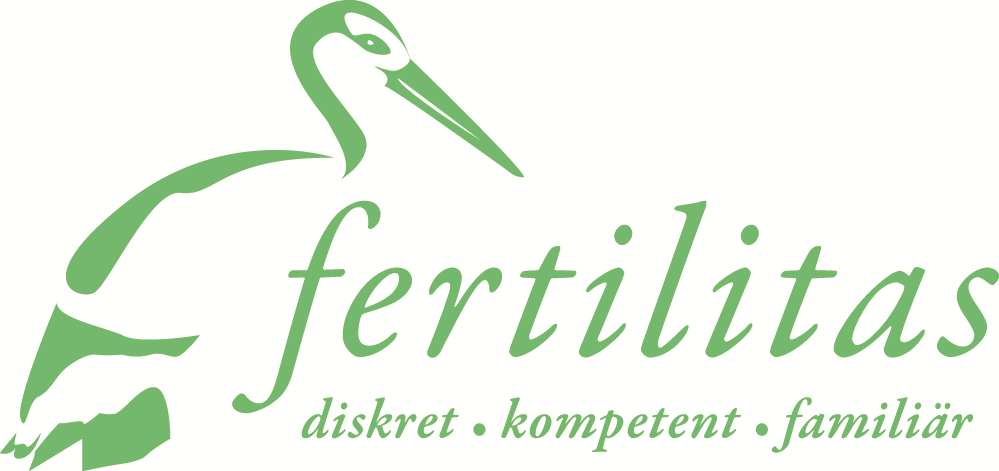 fertilitas
diskret • kompetent • familiär